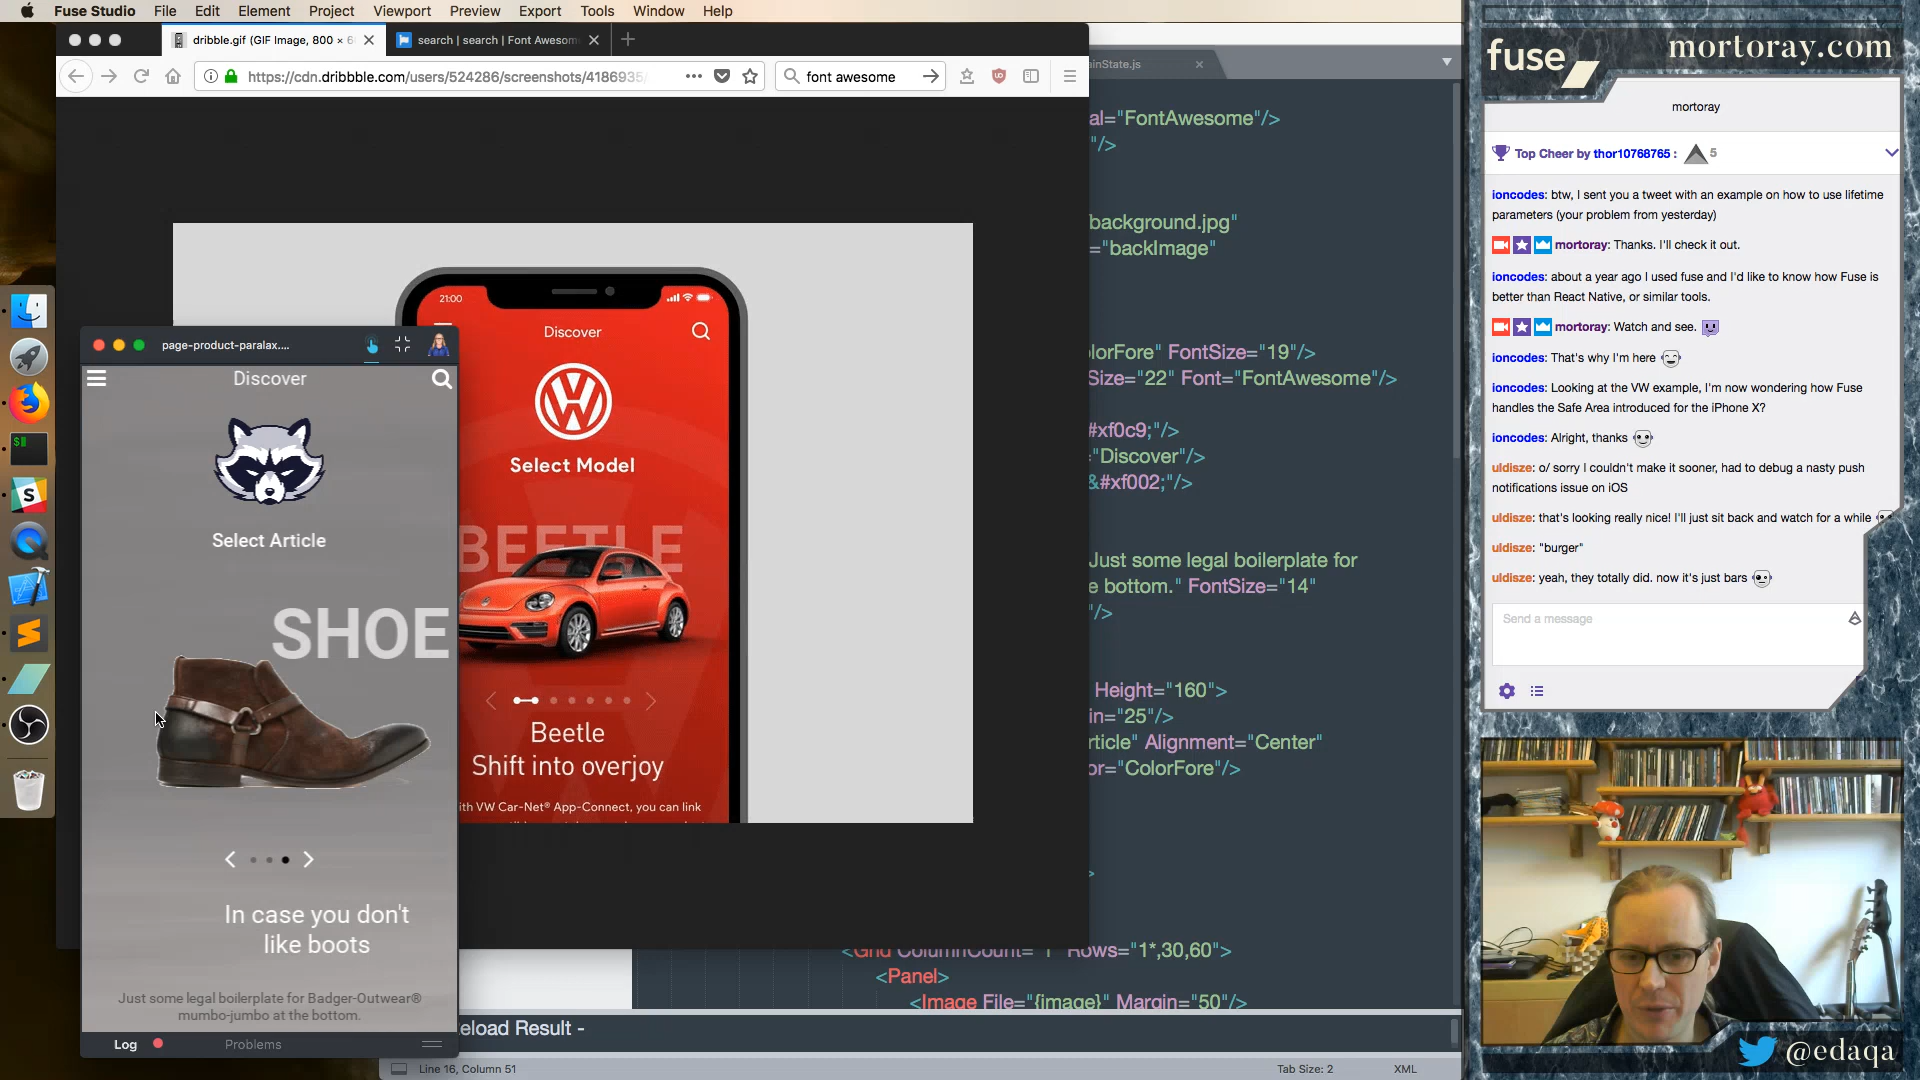 Fuse Studio File Edit Element Project Viewport Preview Export Tools Window Help
dribble.gif (GIF Image, 800 × 6
search | search | Font Awesom
https://cdn.dribbble.com/users/524286/screenshots/4186935/
font awesome
ainState.js
al="FontAwesome"/>
"/>
background.jpg"
="backImage"
lorFore" FontSize="19"/>
Size="22" Font="FontAwesome"/>
#xf0c9;"/>
="Discover"/>
&#xf002;"/>
Just some legal boilerplate for
e bottom." FontSize="14"
"/>
Height="160">
in="25"/>
rticle" Alignment="Center"
or="ColorFore"/>
>
<Grid ColumnCount="1" Rows="1*,30,60">
<Panel>
<Image File="{image}" Margin="50"/>
eload Result -
Line 16, Column 51
Tab Size: 2
XML
21:00
Discover
Select Model
BEETLE
Beetle
Shift into overjoy
ith VW Car-Net® App-Connect, you can link
page-product-paralax....
Discover
Select Article
SHOE
In case you don't
like boots
Just some legal boilerplate for Badger-Outwear®
mumbo-jumbo at the bottom.
Log
Problems
fuse
mortoray.com
mortoray
Top Cheer by thor10768765 : 5
ioncodes: btw, I sent you a tweet with an example on how to use lifetime
parameters (your problem from yesterday)
mortoray: Thanks. I'll check it out.
ioncodes: about a year ago I used fuse and I'd like to know how Fuse is
better than React Native, or similar tools.
mortoray: Watch and see.
ioncodes: That's why I'm here
ioncodes: Looking at the VW example, I'm now wondering how Fuse
handles the Safe Area introduced for the iPhone X?
ioncodes: Alright, thanks
uldisze: o/ sorry I couldn't make it sooner, had to debug a nasty push
notifications issue on iOS
uldisze: that's looking really nice! I'll just sit back and watch for a while
uldisze: "burger"
uldisze: yeah, they totally did. now it's just bars
Send a message
@edaqa